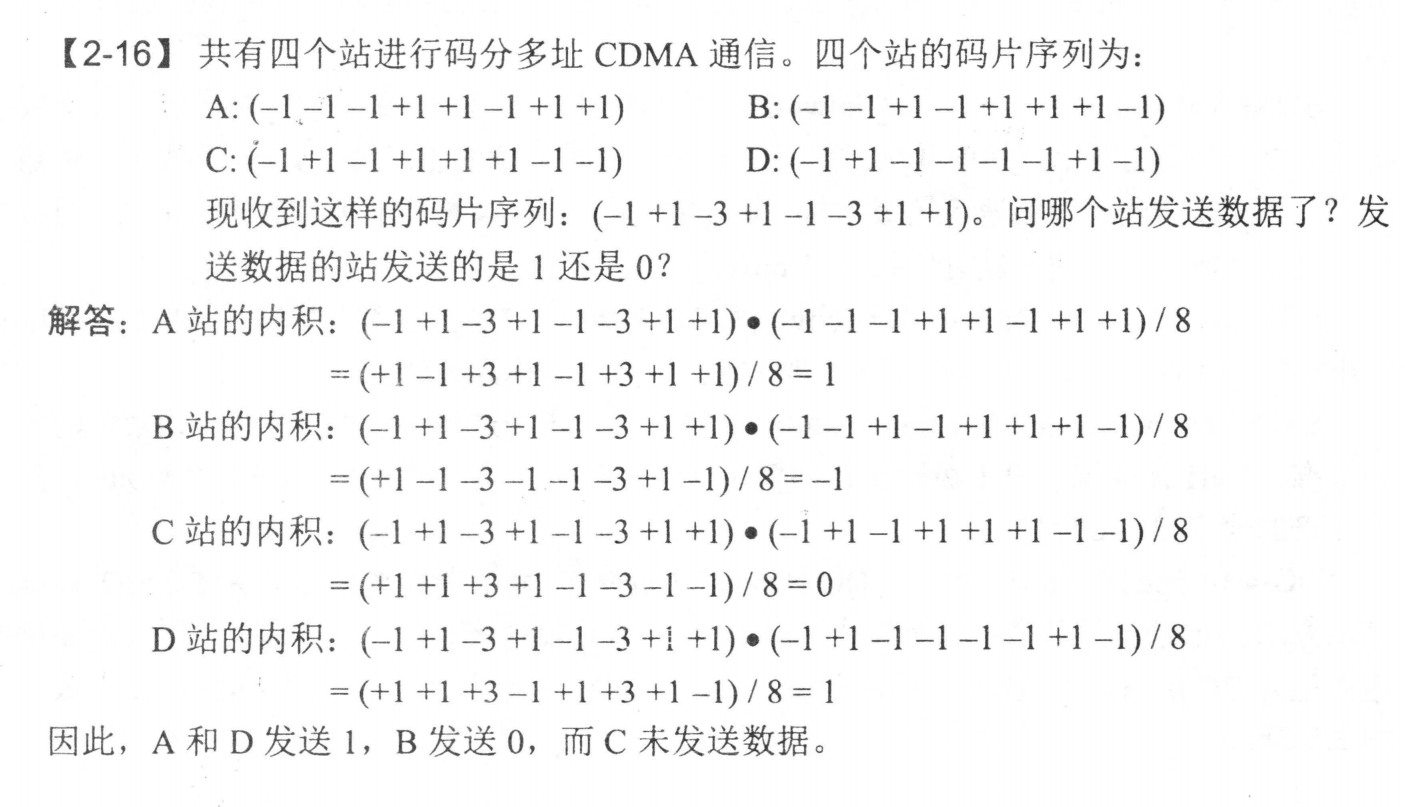 【2-16】 共有四个站进行码分多址 CDMA 通信。四个站的码片序列为：
A: (–1 –1 –1 +1 +1 –1 +1 +1) B: (–1 –1 +1 –1 +1 +1 +1 –1)
C: (–1 +1 –1 +1 +1 +1 –1 –1) D: (–1 +1 –1 –1 –1 –1 +1 –1)
现收到这样的码片序列：(–1 +1 –3 +1 –1 –3 +1 +1)。问哪个站发送数据了？发
送数据的站发送的是 1 还是 0？
解答：A 站的内积：(–1 +1 –3 +1 –1 –3 +1 +1) • (–1 –1 –1 +1 +1 –1 +1 +1) / 8
= (+1 –1 +3 +1 –1 +3 +1 +1) / 8 = 1
B 站的内积：(–1 +1 –3 +1 –1 –3 +1 +1) • (–1 –1 +1 –1 +1 +1 +1 –1) / 8
= (+1 –1 –3 –1 –1 –3 +1 –1) / 8 = –1
C 站的内积：(–1 +1 –3 +1 –1 –3 +1 +1) • (–1 +1 –1 +1 +1 +1 –1 –1) / 8
= (+1 +1 +3 +1 –1 –3 –1 –1) / 8 = 0
D 站的内积：(–1 +1 –3 +1 –1 –3 +1 +1) • (–1 +1 –1 –1 –1 –1 +1 –1) / 8
= (+1 +1 +3 –1 +1 +3 +1 –1) / 8 = 1
因此，A 和 D 发送 1，B 发送 0，而 C 未发送数据。